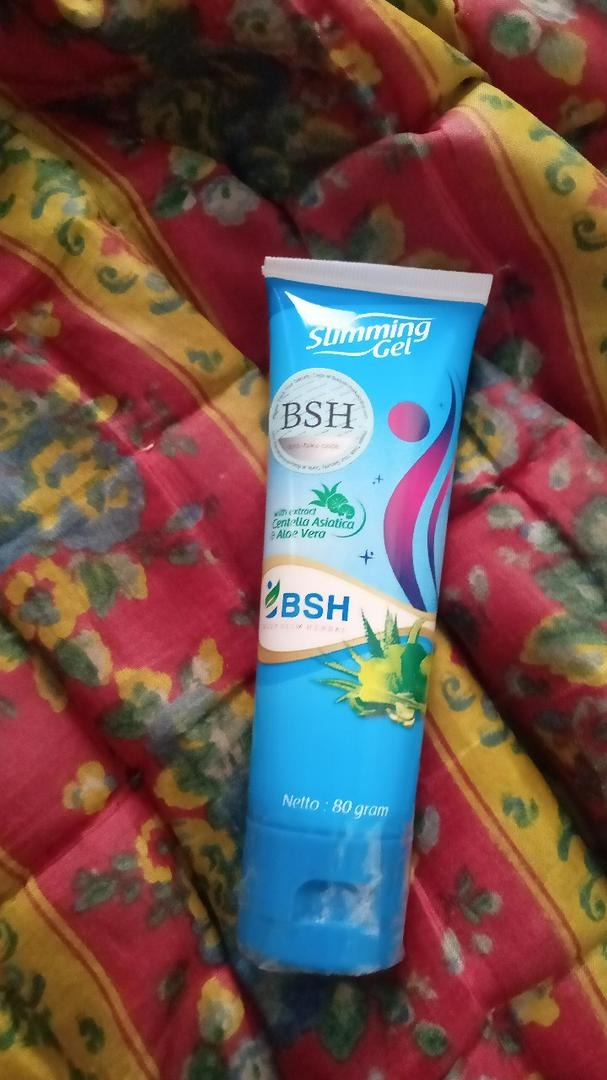 Slimming
Gel
BSH
with extract
Centella Asiatica
& Aloe Vera
BSH
Netto : 80 gram